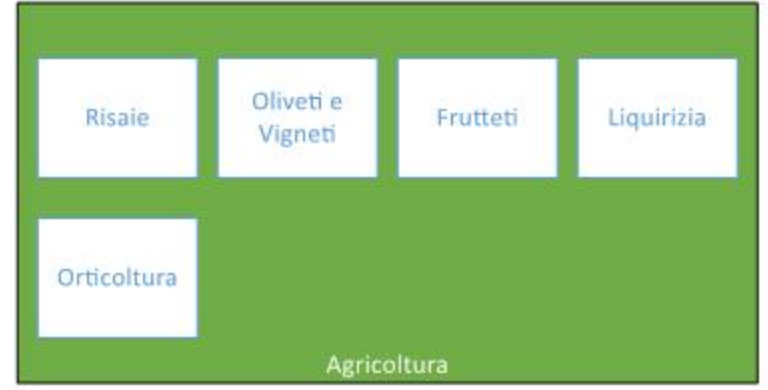 Risaie
Oliveti e
Vigneti
Frutteti
Liquirizia
Orticoltura
Agricoltura